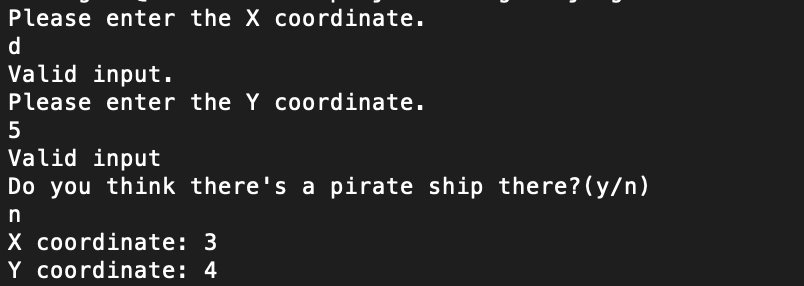 Please enter the X coordinate.
d
Valid input.
Please enter the Y coordinate.
5
Valid input
Do you think there's a pirate ship there?(y/n)
n
X coordinate: 3
Y coordinate: 4